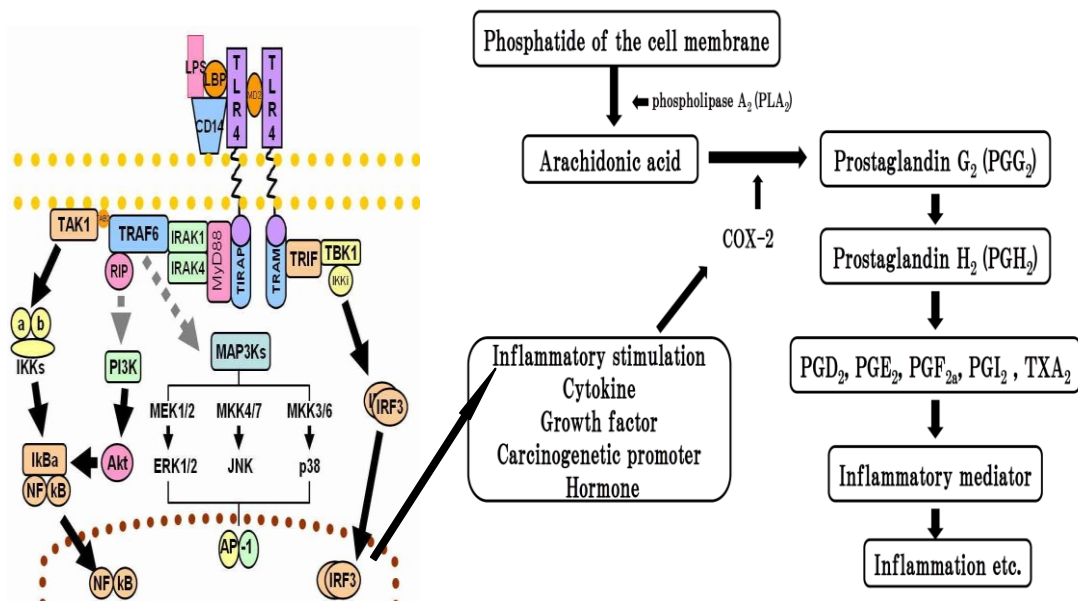 LPS
LBP
CD14
TLR4
MD2
TLR4
TAK1
TRAF6
IRAK1
IRAK4
MyD88
TIRAP
TRAM
TRIF
TBK1
IKKi
RIP
a b
IKKs
PI3K
MAP3Ks
MEK1/2 MKK4/7 MKK3/6
ERK1/2 JNK p38
IkBa
NF kB
Akt
IRF3
AP -1
NF kB
IRF3
Phosphatide of the cell membrane
phospholipase A₂ (PLA₂)
Arachidonic acid
COX-2
Inflammatory stimulation
Cytokine
Growth factor
Carcinogenetic promoter
Hormone
Prostaglandin G₂ (PGG₂)
Prostaglandin H₂ (PGH₂)
PGD₂, PGE₂, PGF₂ₐ, PGI₂ , TXA₂
Inflammatory mediator
Inflammation etc.